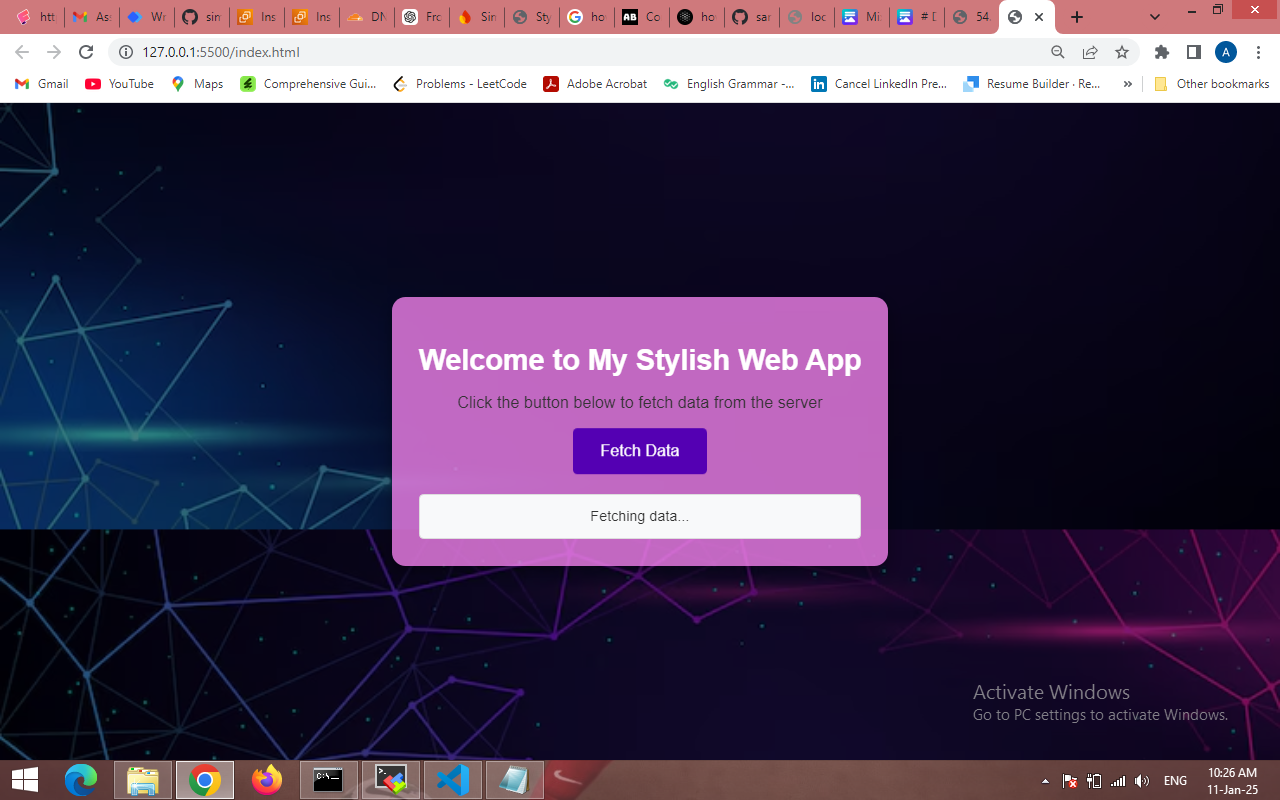 htt
As
Wr
sin
Ins
Ins
DN
Fro
Sin
Sty
ho
AB
Co
ho
sar
loc
Mi
# D
54.
127.0.0.1:5500/index.html
A
Gmail
YouTube
Maps
Comprehensive Gui...
Problems - LeetCode
Adobe Acrobat
English Grammar -...
Cancel LinkedIn Pre...
Resume Builder · Re...
»
Other bookmarks
Welcome to My Stylish Web App
Click the button below to fetch data from the server
Fetch Data
Fetching data...
Activate Windows
Go to PC settings to activate Windows.
ENG
10:26 AM
11-Jan-25